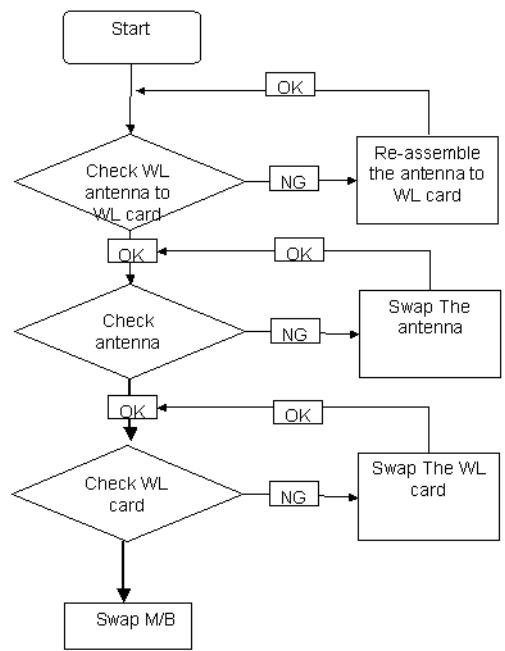 Start
OK
Check WL
antenna to
WL card
NG
Re-assemble
the antenna to
WL card
OK
OK
Check
antenna
NG
Swap The
antenna
OK
OK
Check WL
card
NG
Swap The WL
card
Swap M/B